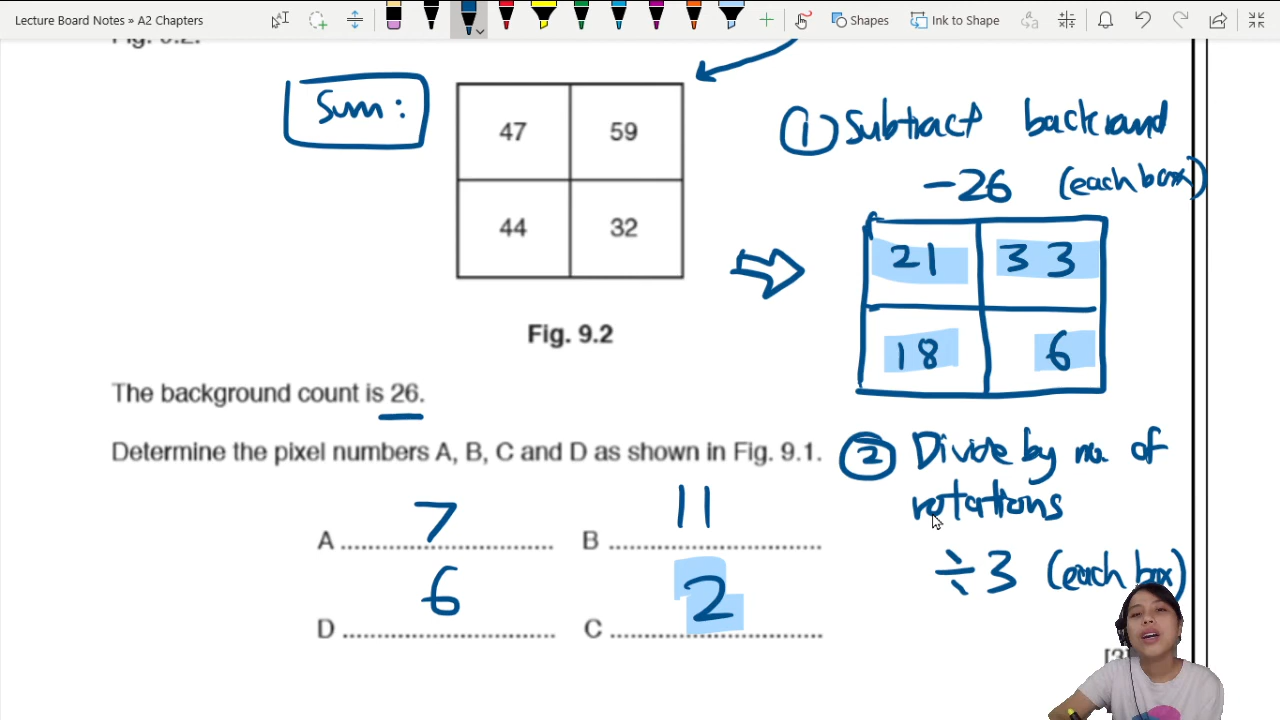 Lecture Board Notes » A2 Chapters
Shapes
Ink to Shape
Sum:
47 59
44 32
Fig. 9.2
① Subtract backround
-26 (each box)
21 33
18 6
The background count is 26.
Determine the pixel numbers A, B, C and D as shown in Fig. 9.1.
② Divide by no. of
rotations
÷3 (each box)
A 7 B 11
D 6 C 2